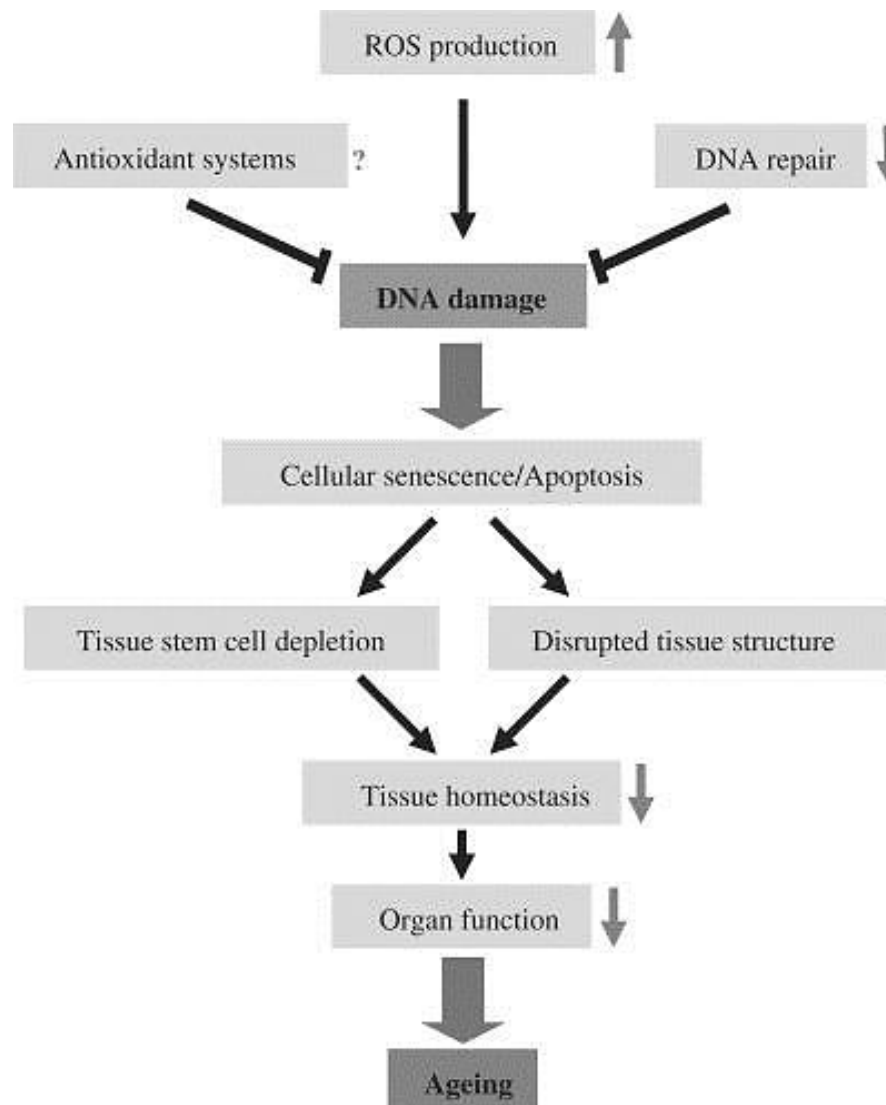 ROS production
Antioxidant systems ?
DNA repair
DNA damage
Cellular senescence/Apoptosis
Tissue stem cell depletion
Disrupted tissue structure
Tissue homeostasis
Organ function
Ageing